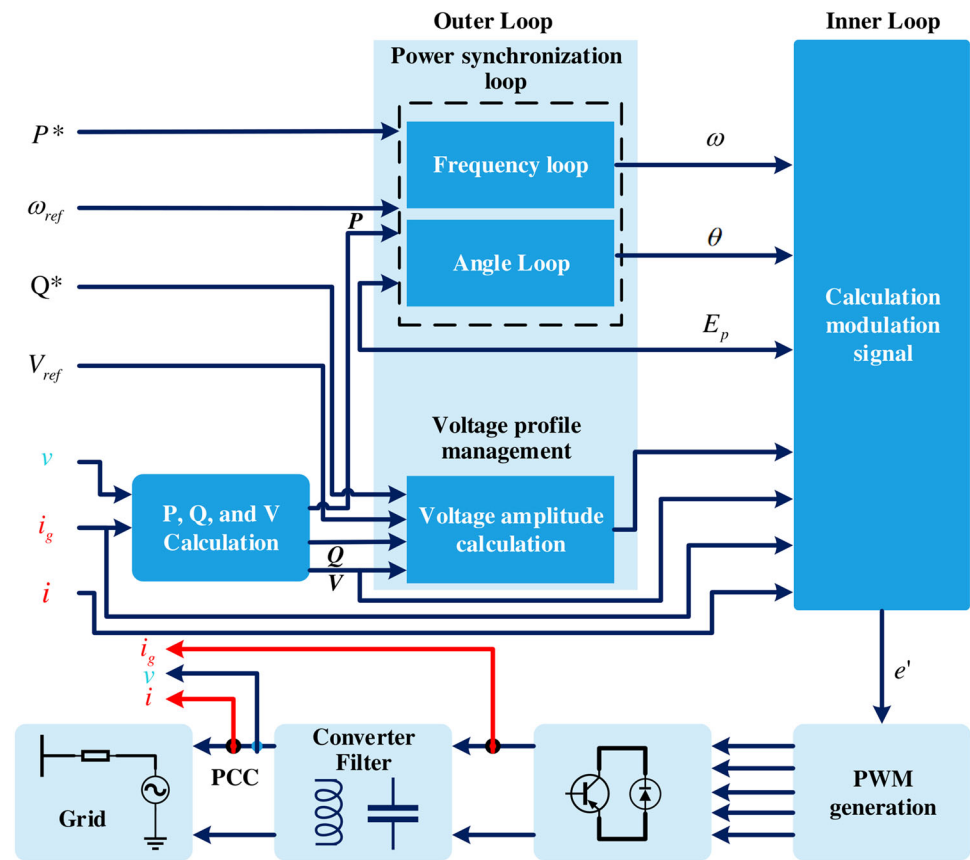 Outer Loop
Inner Loop
Power synchronization
loop
P*
Frequency loop
ω
ω_ref
P
Angle Loop
θ
Q*
E_p
Calculation
modulation
signal
V_ref
Voltage profile
management
v
P, Q, and V
Calculation
Voltage amplitude
calculation
i_g
Q
V
i
i_g
v
i
e'
PCC
Converter
Filter
Grid
PWM
generation